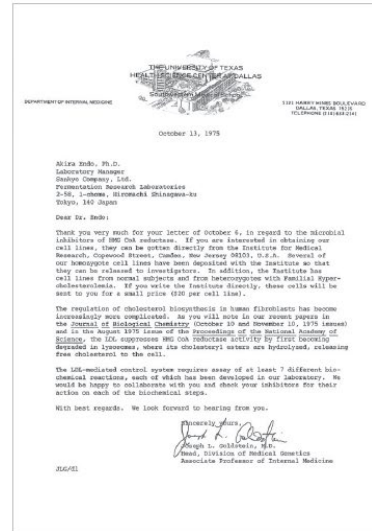 THE UNIVERSITY OF TEXAS
HEALTH SCIENCE CENTER AT DALLAS
Southwestern Medical School
DEPARTMENT OF INTERNAL MEDICINE
5323 HARRY HINES BOULEVARD
DALLAS, TEXAS 75235
TELEPHONE (214)
October 13, 1975
Akira Endo, Ph.D.
Laboratory Manager
Sankyo Company, Ltd.
Fermentation Research Laboratories
2-58, 1-chome, Hiromachi Shinagawa-ku
Tokyo, 140 Japan
Dear Dr. Endo:
Thank you very much for your letter of October 6, in regard to the microbial
inhibitors of HMG CoA reductase. If you are interested in obtaining our
cell lines, they can be gotten directly from the Institute for Medical
Research, Copewood Street, Camden, New Jersey 08103, U.S.A. Several of
our homozygote cell lines have been deposited with the Institute so that
they can be released to investigators. In addition, the Institute has
cell lines from normal subjects and from heterozygotes with Familial Hyper-
cholesterolemia. If you write the Institute directly, these cells will be
sent to you for a small price per cell line).
The regulation of cholesterol biosynthesis in human fibroblasts has become
increasingly more complicated. As you will note in our recent papers in
the Journal of Biological Chemistry (October 10 and November 10, 1975 issues)
and in the August 1975 issue of the Proceedings of the National Academy of
Science, the LDL suppresses HMG CoA reductase activity by first becoming
degraded in lysosomes, where its cholesteryl esters are hydrolyzed, releasing
free cholesterol to the cell.
The LDL-mediated control system requires assay of at least 7 different bio-
chemical reactions, each of which has been developed in our laboratory. We
would be happy to collaborate with you and check your inhibitors for their
action on each of the biochemical steps.
With best regards. We look forward to hearing from you.
Sincerely yours,
Joseph L. Goldstein
Joseph L. Goldstein, M.D.
Head, Division of Medical Genetics
Associate Professor of Internal Medicine